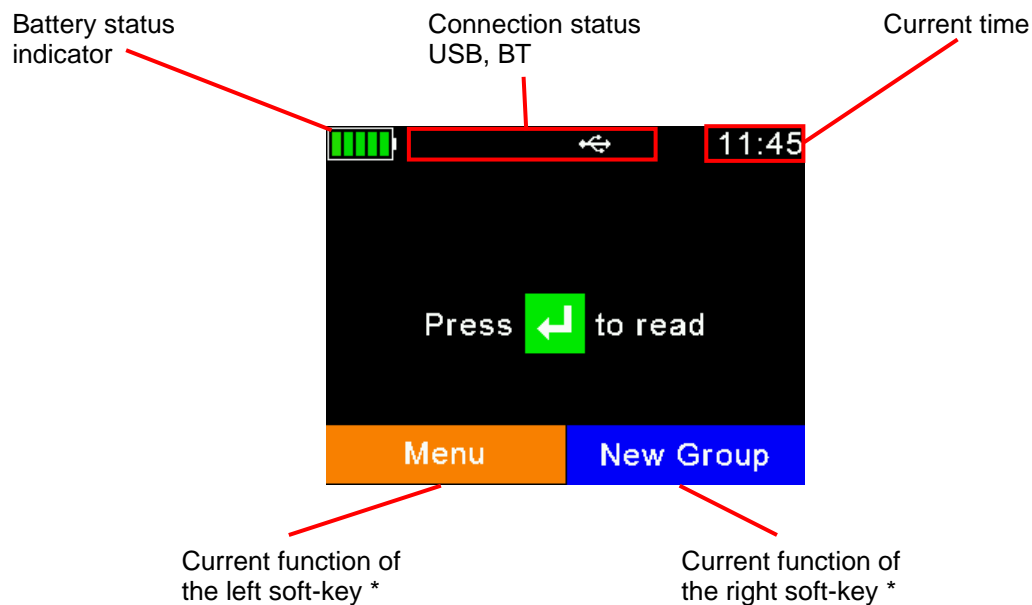 Battery status
indicator
Connection status
USB, BT
Current time
11:45
Press to read
Menu
New Group
Current function of
the left soft-key *
Current function of
the right soft-key *